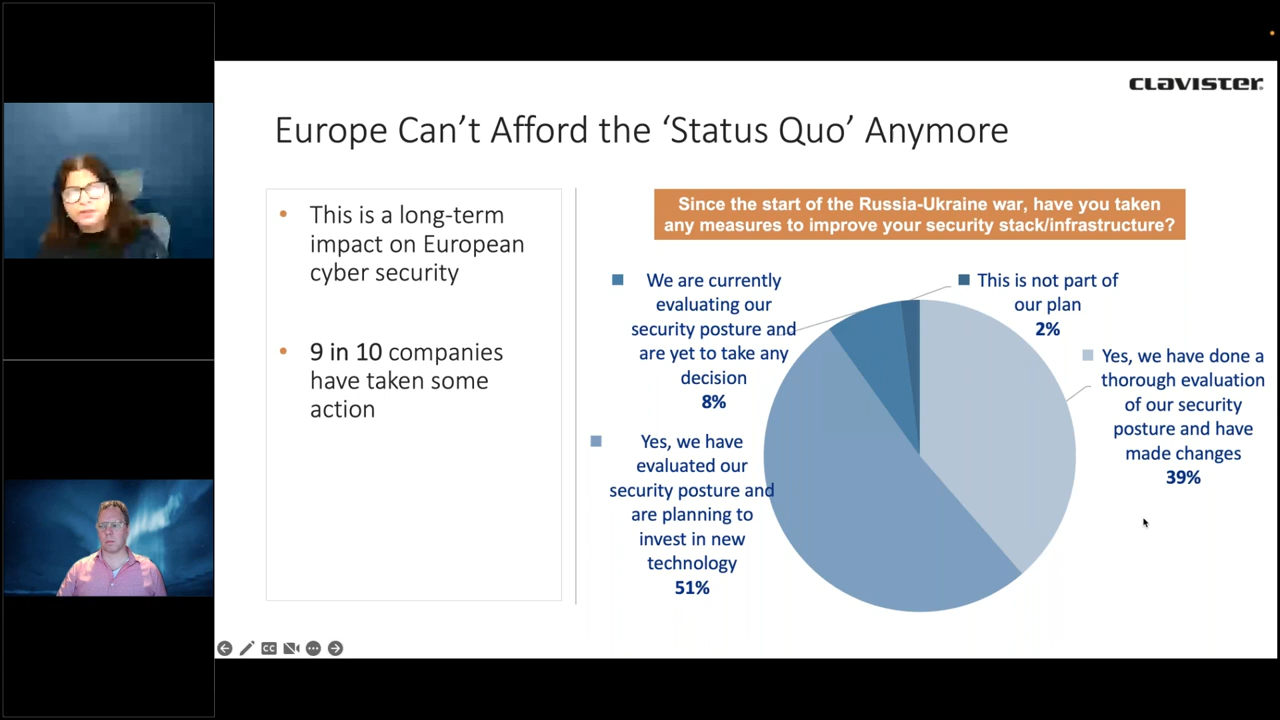 CLAVISTER
Europe Can’t Afford the ‘Status Quo’ Anymore
• This is a long-term
impact on European
cyber security
• 9 in 10 companies
have taken some
action
Since the start of the Russia-Ukraine war, have you taken
any measures to improve your security stack/infrastructure?
We are currently
evaluating our
security posture and
are yet to take any
decision
8%
Yes, we have
evaluated our
security posture and
are planning to
invest in new
technology
51%
This is not part of
our plan
2%
Yes, we have done a
thorough evaluation
of our security
posture and have
made changes
39%
CC